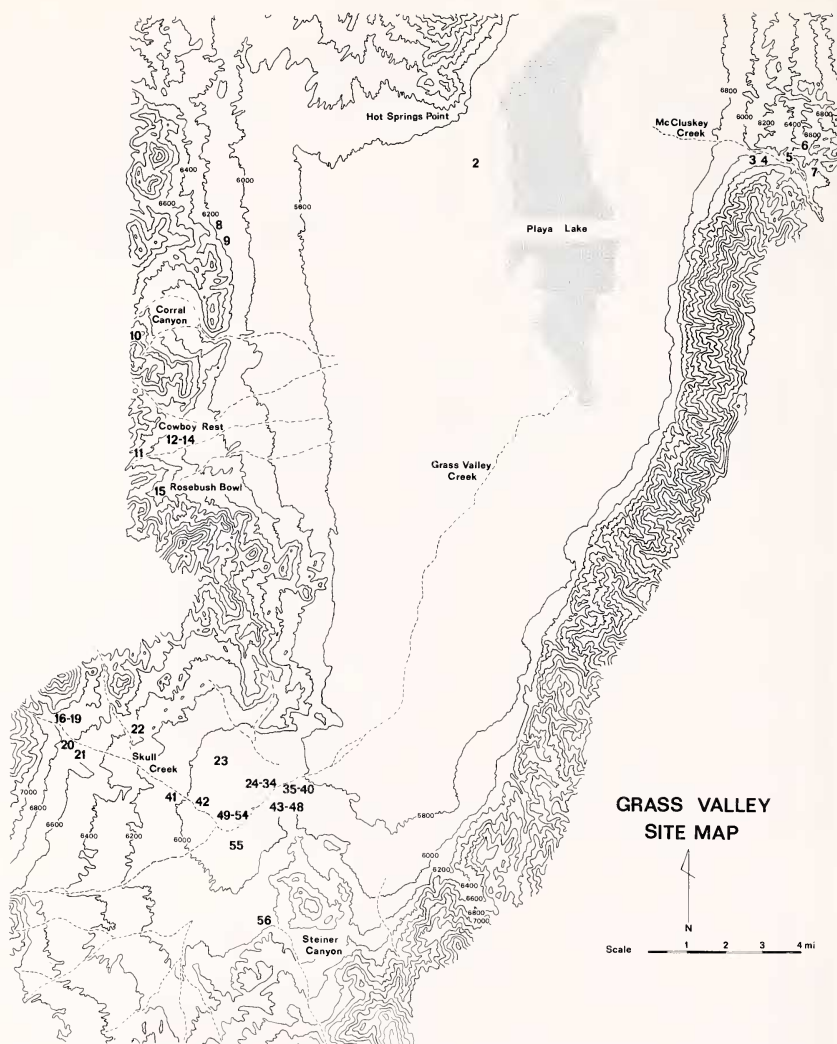 6800
McCluskey
Creek
6000
6200
6400
6600
6800
3 4
5
6
7
Hot Springs Point
2
6400
6600
6200
6000
5800
8
9
Playa Lake
Corral
Canyon
10
Cowboy Rest
12-14
11
15 Rosebush Bowl
Grass Valley
Creek
16-19
20
21
22
Skull
Creek
23
24-34
35-40
41
42
43-48
49-54
55
7000
6800
6600
6400
6200
6000
5800
6000
6200
6400
6600
6800
7000
56
Steiner
Canyon
GRASS VALLEY
SITE MAP
N
Scale
1 2 3 4 mi